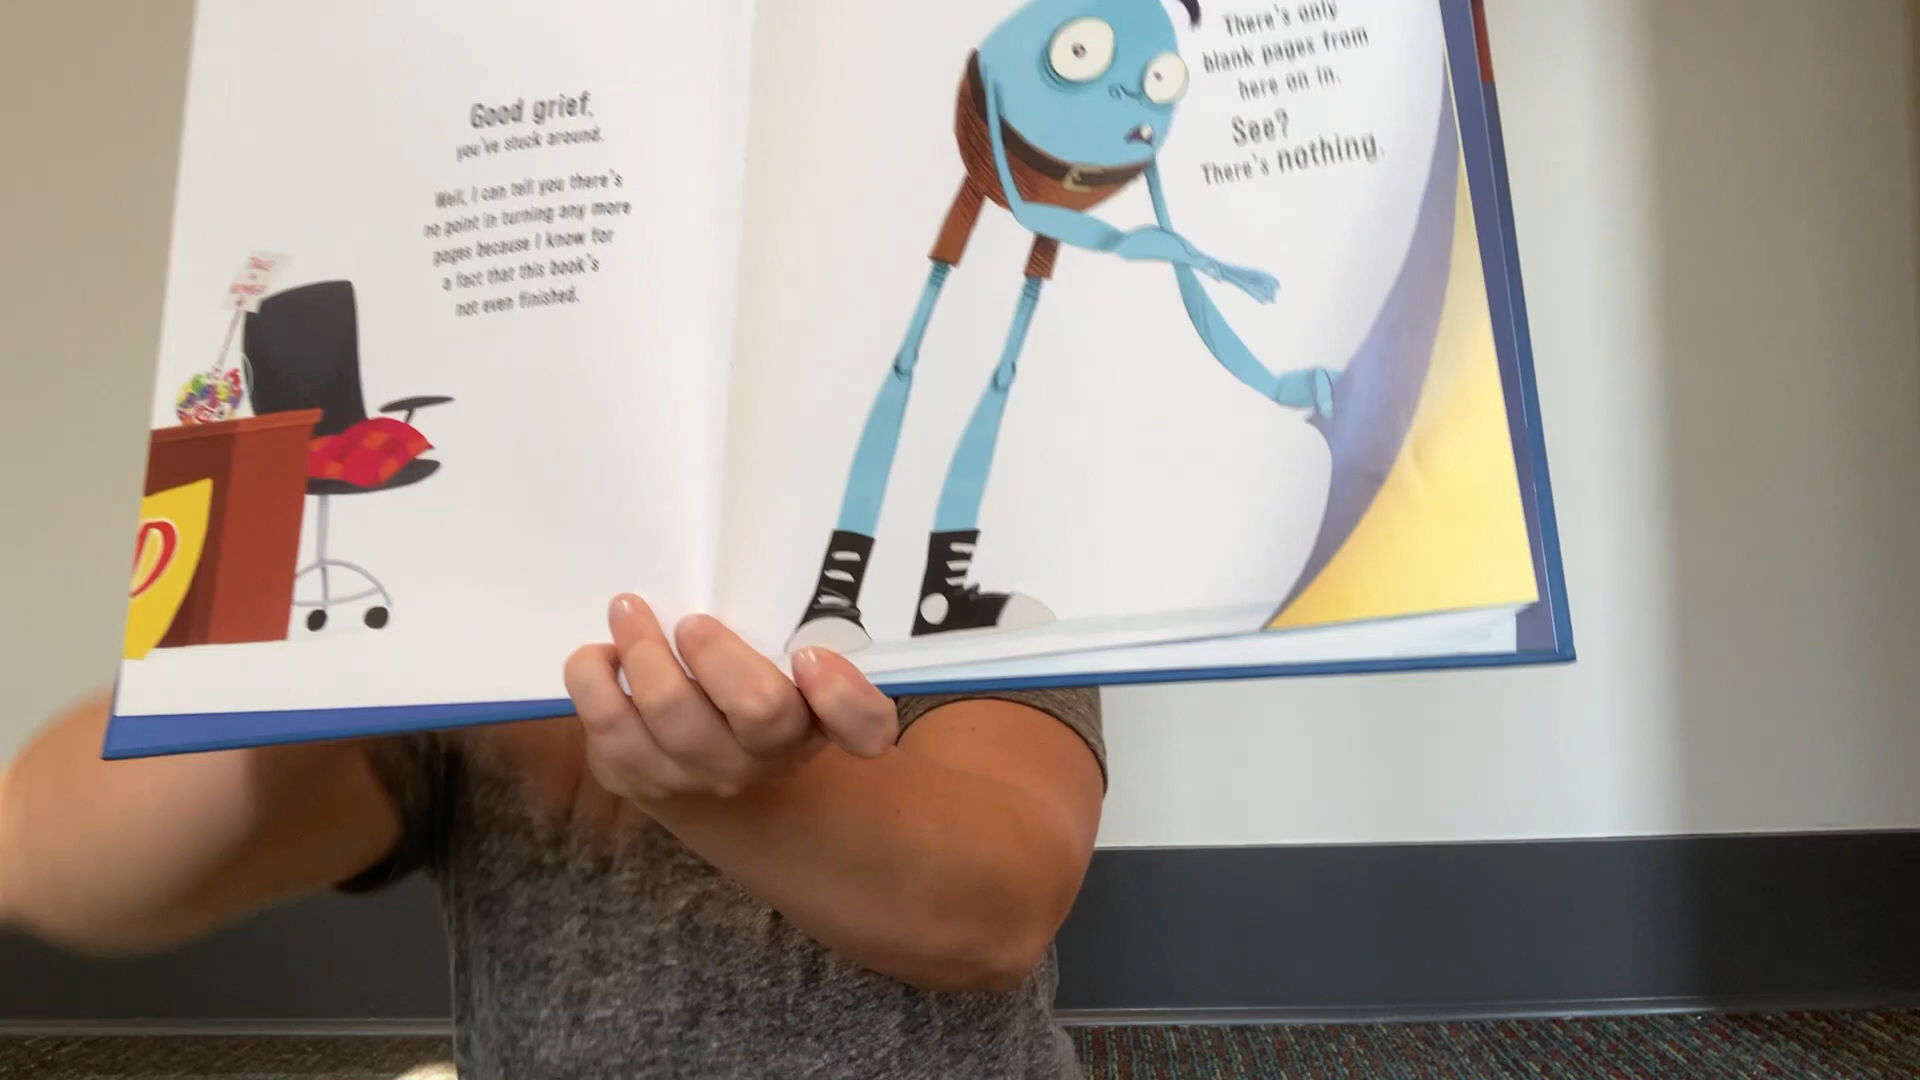 Good grief,
you've stuck around.
Well, I can tell you there's
no point in turning any more
pages because I know for
a fact that this book's
not even finished.
There's only
blank pages from
here on in.
See?
There's nothing.
TAKE
A
NUMBER
D